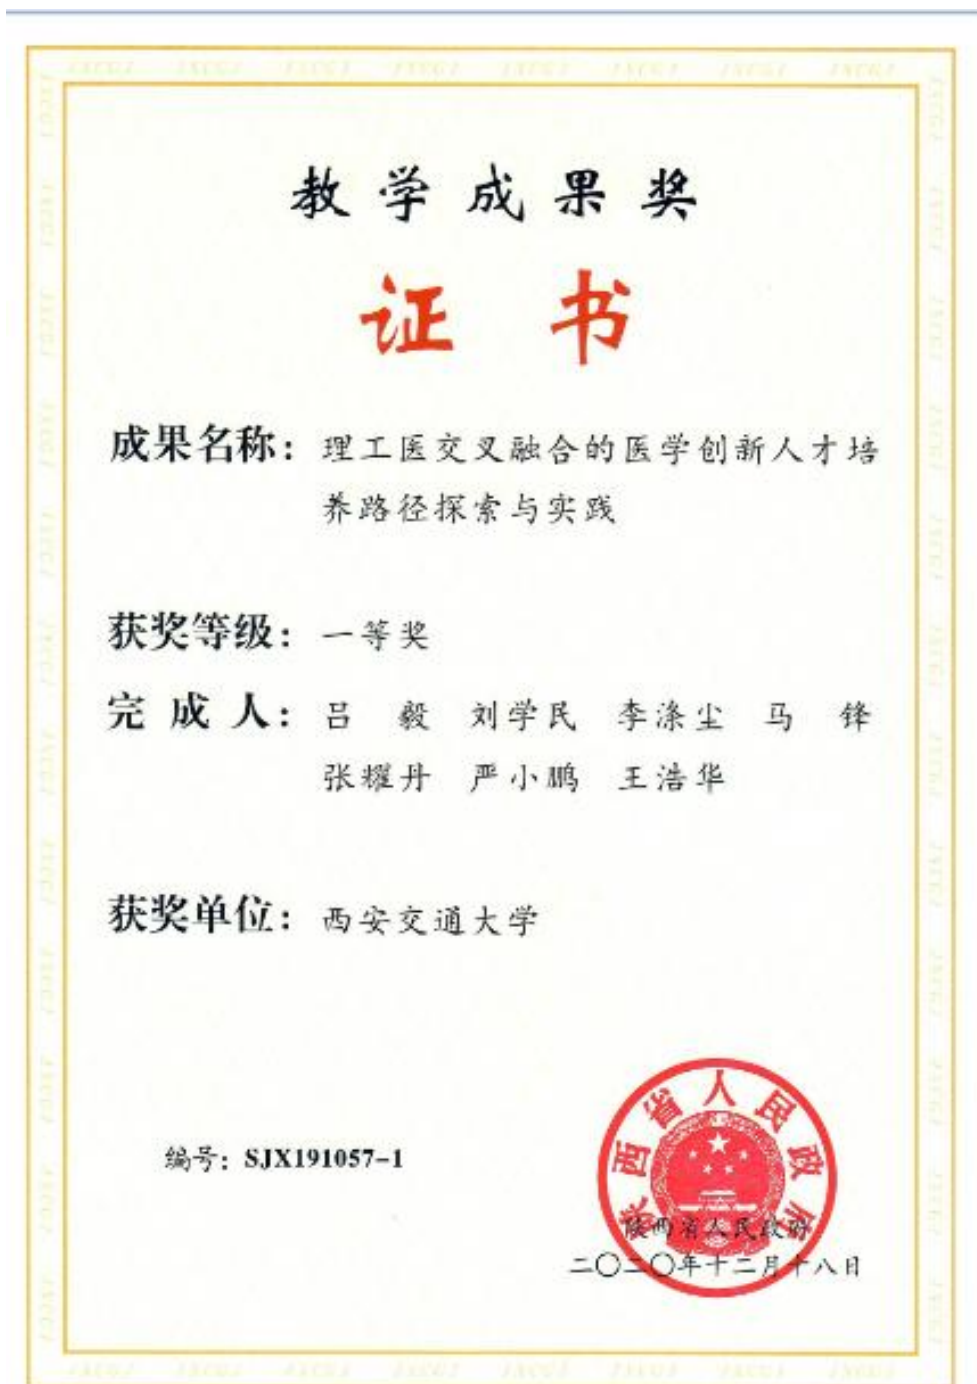 教学成果奖
证书
成果名称：理工医交叉融合的医学创新人才培
养路径探索与实践
获奖等级：一等奖
完成人：吕 毅 刘学民 李涤尘 马 锋
张耀丹 严小鹏 王浩华
获奖单位：西安交通大学
编号：SJX191057-1
陕西省人民政府
陕西省人民政府
二〇二〇年十二月十八日